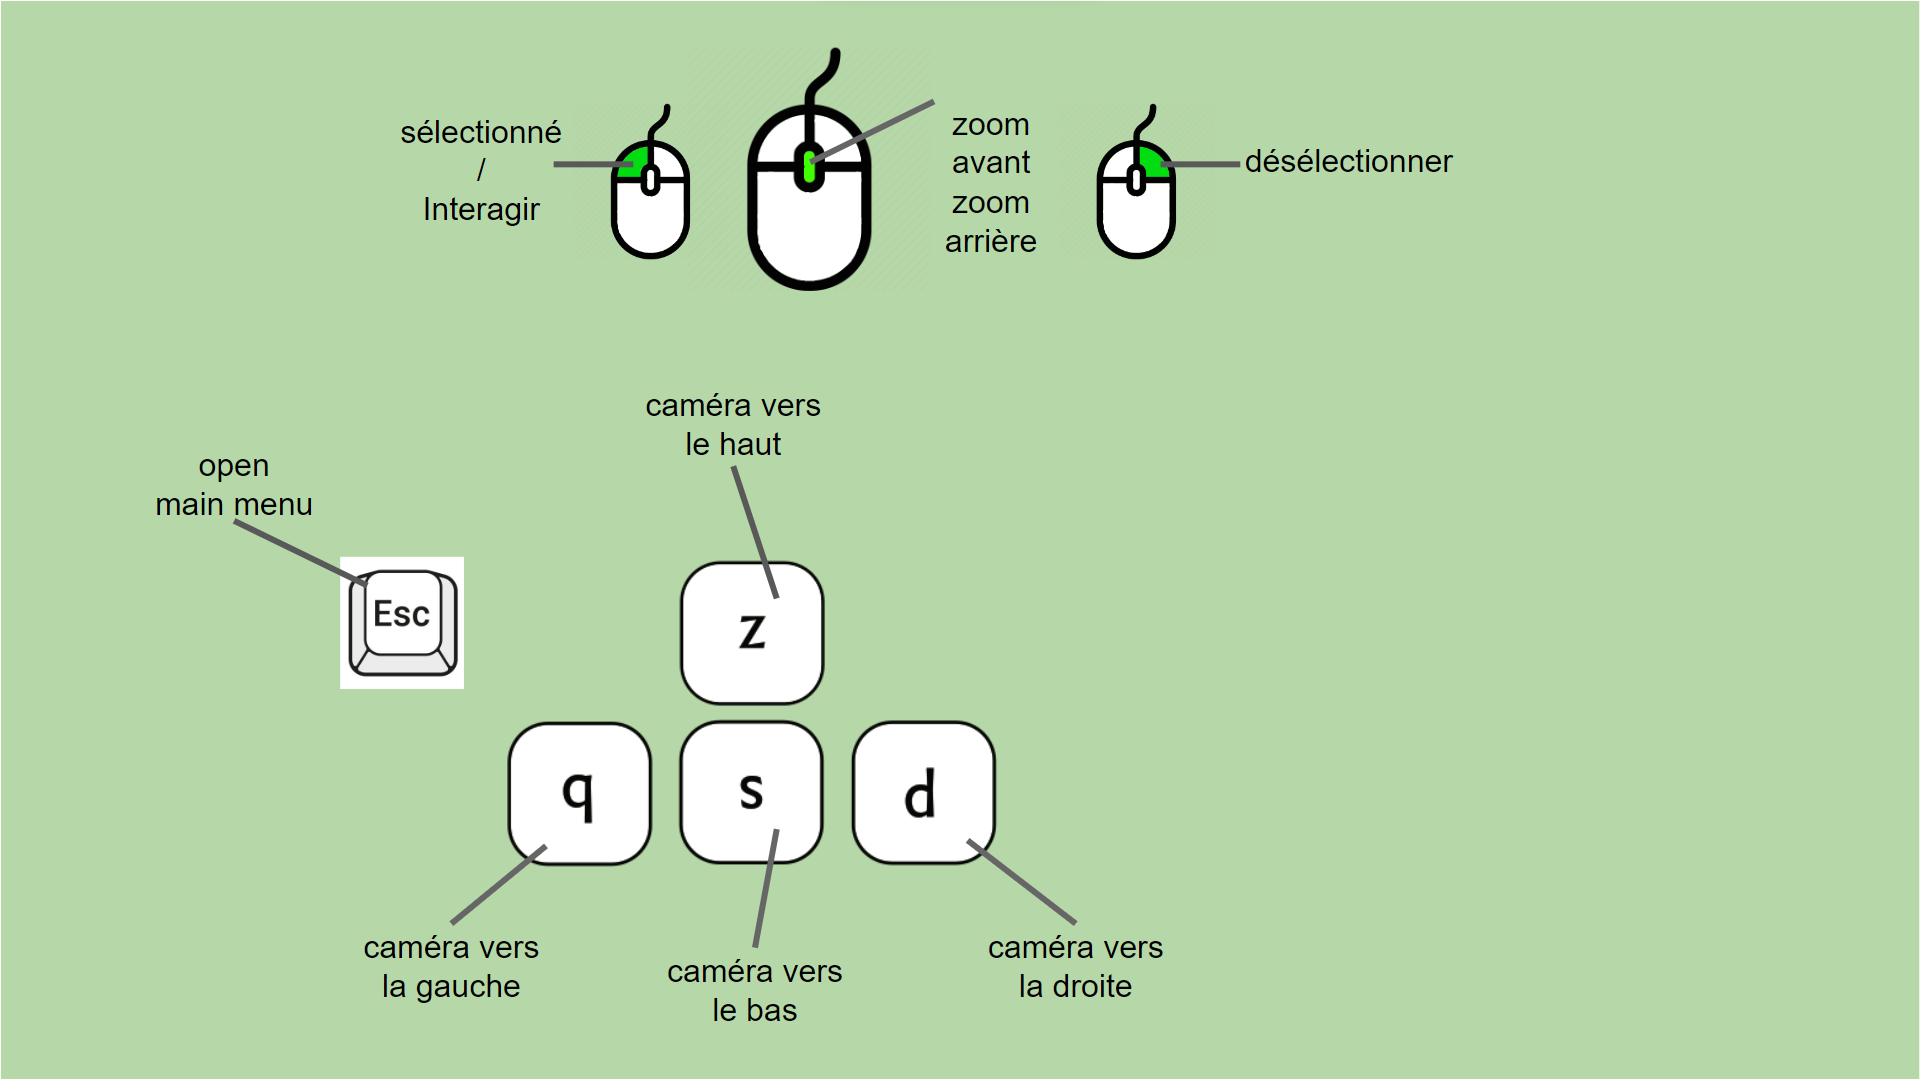 sélectionné
/
Interagir
zoom
avant
zoom
arrière
désélectionner
caméra vers
le haut
open
main menu
Esc
z
q
s
d
caméra vers
la gauche
caméra vers
le bas
caméra vers
la droite